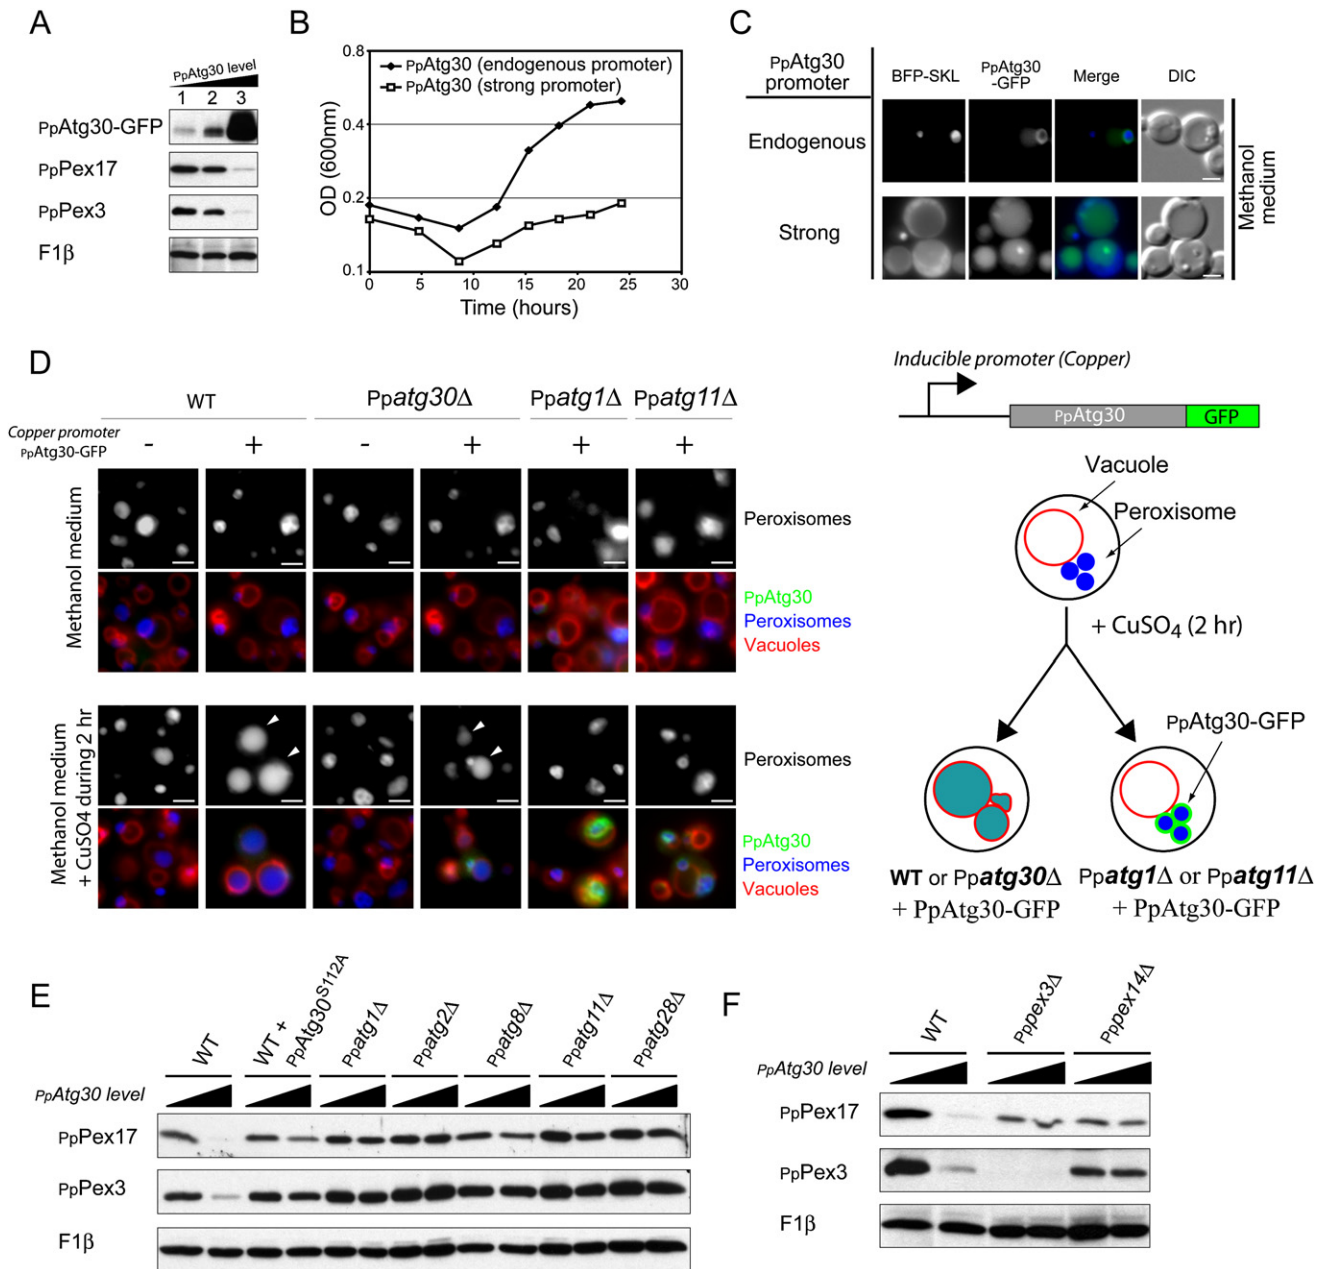 A
PpAtg30 level
1 2 3
PpAtg30-GFP
PpPex17
PpPex3
F1β
B
0.8
0.4
0.2
0.1
OD (600nm)
PpAtg30 (endogenous promoter)
PpAtg30 (strong promoter)
0 5 10 15 20 25 30
Time (hours)
C
PpAtg30
promoter
BFP-SKL
PpAtg30
-GFP
Merge
DIC
Endogenous
Strong
Methanol
medium
D
WT
Ppatg30Δ
Ppatg1Δ
Ppatg11Δ
Copper promoter
PpAtg30-GFP
- + - + + +
Methanol medium
Peroxisomes
PpAtg30
Peroxisomes
Vacuoles
Methanol medium
+ CuSO4 during 2 hr
Peroxisomes
PpAtg30
Peroxisomes
Vacuoles
Inducible promoter (Copper)
PpAtg30
GFP
Vacuole
Peroxisome
+ CuSO4 (2 hr)
PpAtg30-GFP
WT or Ppatg30Δ
+ PpAtg30-GFP
Ppatg1Δ or Ppatg11Δ
+ PpAtg30-GFP
E
WT
WT +
PpAtg30S112A
Ppatg1Δ
Ppatg2Δ
Ppatg8Δ
Ppatg11Δ
Ppatg28Δ
PpAtg30 level
PpPex17
PpPex3
F1β
F
WT
Pppex3Δ
Pppex14Δ
PpAtg30 level
PpPex17
PpPex3
F1β